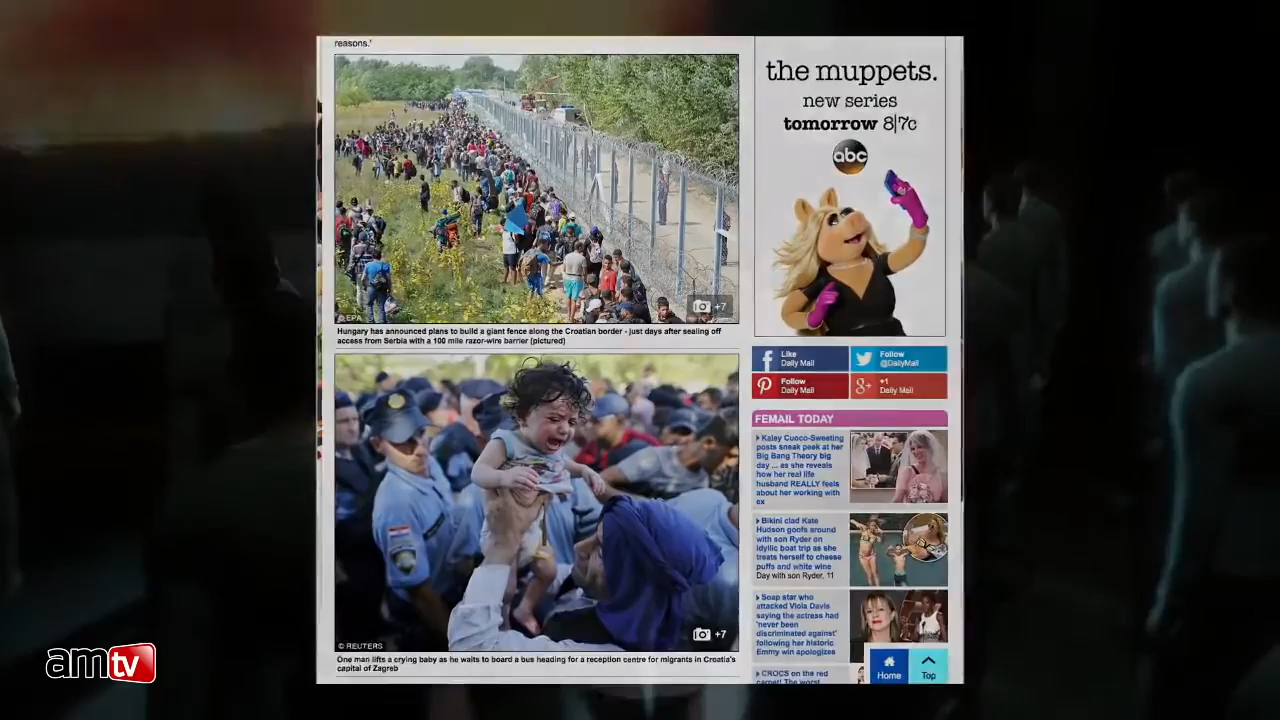 reasons.'
© EPA
+7
Hungary has announced plans to build a giant fence along the Croatian border - just days after sealing off
access from Serbia with a 100 mile razor-wire barrier (pictured)
© REUTERS
+7
One man lifts a crying baby as he waits to board a bus heading for a reception centre for migrants in Croatia's
capital of Zagreb
the muppets.
new series
tomorrow 8|7c
abc
Like
Daily Mail
Follow
@DailyMail
Follow
Daily Mail
+1
Daily Mail
FEMAIL TODAY
Kaley Cuoco-Sweeting
posts sneak peek at her
Big Bang Theory big
day ... as she reveals
how her real life
husband REALLY feels
about her working with
ex
Bikini clad Kate
Hudson goofs around
with son Ryder on
idyllic boat trip as she
treats herself to cheese
puffs and white wine
Day with son Ryder, 11
Soap star who
attacked Viola Davis
saying the actress had
'never been
discriminated against'
following her historic
Emmy win apologizes
CROCS on the red
carpet! The worst
Home
Top
amtv